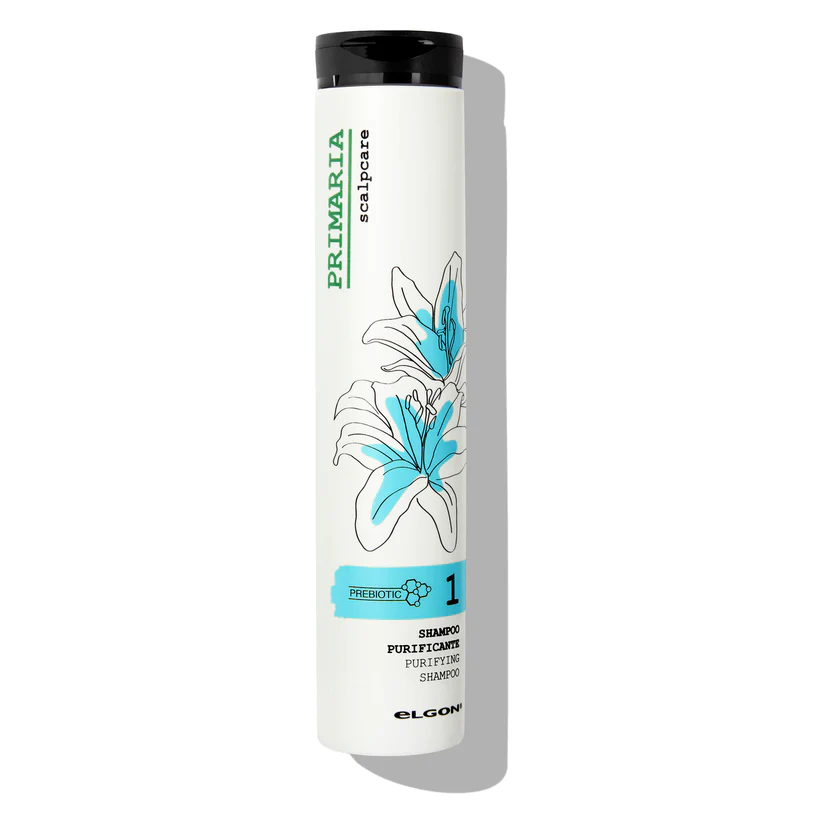 PRIMARIA
scalpcare
PREBIOTIC
1
SHAMPOO
PURIFICANTE
PURIFYING
SHAMPOO
eLGON